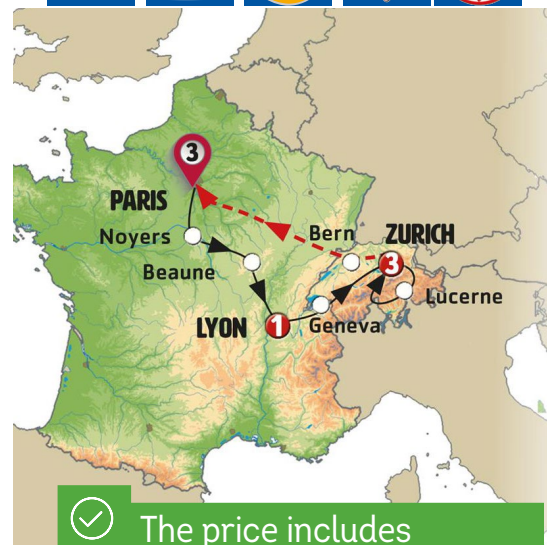 3
PARIS
Noyers
Bern
ZURICH
Beaune
3
Lucerne
LYON
1
Geneva
The price includes